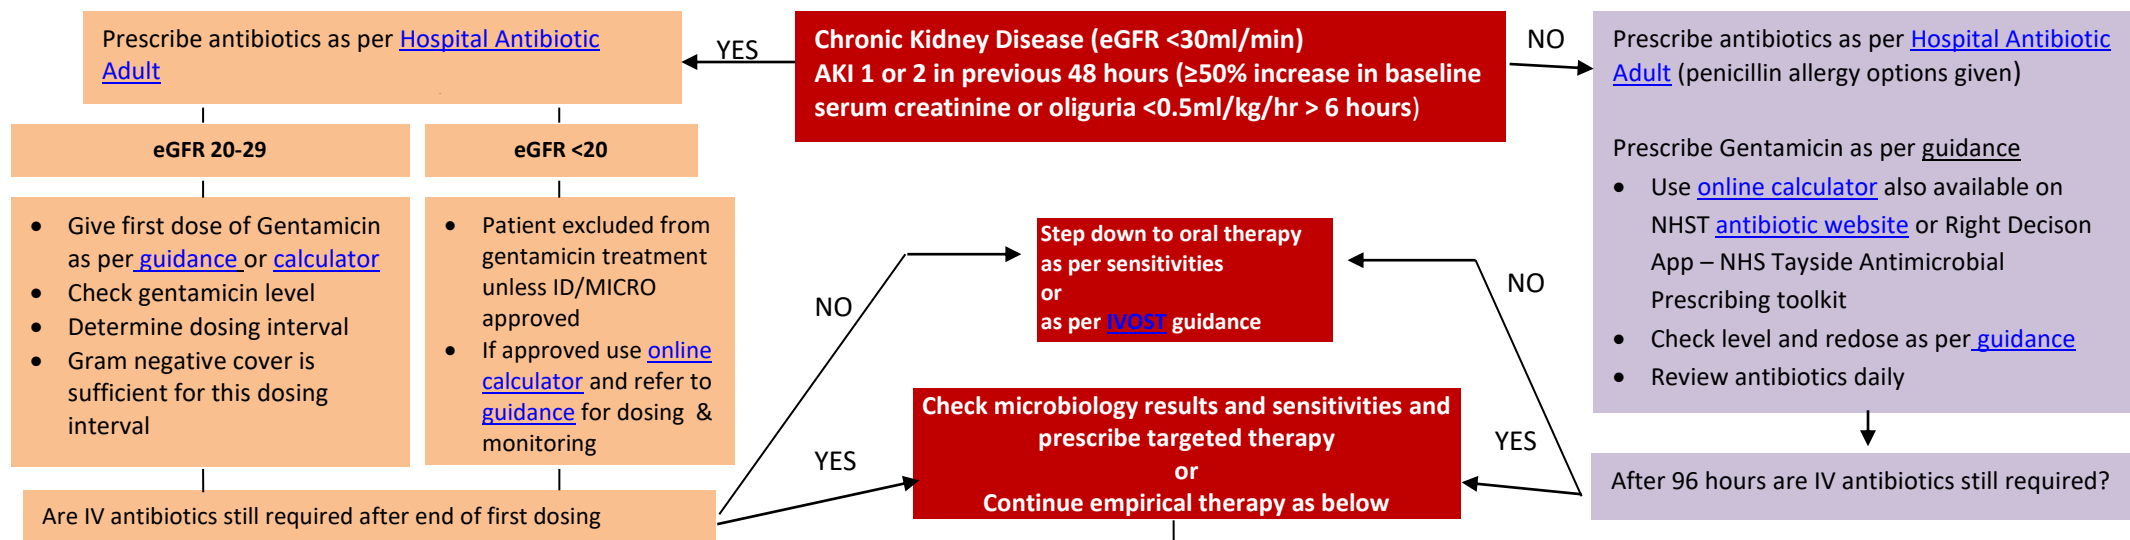 Prescribe antibiotics as per Hospital Antibiotic
Adult
YES
Chronic Kidney Disease (eGFR <30ml/min)
AKI 1 or 2 in previous 48 hours (≥50% increase in baseline
serum creatinine or oliguria <0.5ml/kg/hr > 6 hours)
NO
Prescribe antibiotics as per Hospital Antibiotic
Adult (penicillin allergy options given)
Prescribe Gentamicin as per guidance
• Use online calculator also available on
NHST antibiotic website or Right Decison
App – NHS Tayside Antimicrobial
Prescribing toolkit
• Check level and redose as per guidance
• Review antibiotics daily
eGFR 20-29
eGFR <20
• Give first dose of Gentamicin
as per guidance or calculator
• Check gentamicin level
• Determine dosing interval
• Gram negative cover is
sufficient for this dosing
interval
• Patient excluded from
gentamicin treatment
unless ID/MICRO
approved
• If approved use online
calculator and refer to
guidance for dosing &
monitoring
NO
Step down to oral therapy
as per sensitivities
or
as per IVOST guidance
NO
YES
Check microbiology results and sensitivities and
prescribe targeted therapy
or
Continue empirical therapy as below
YES
Are IV antibiotics still required after end of first dosing
After 96 hours are IV antibiotics still required?